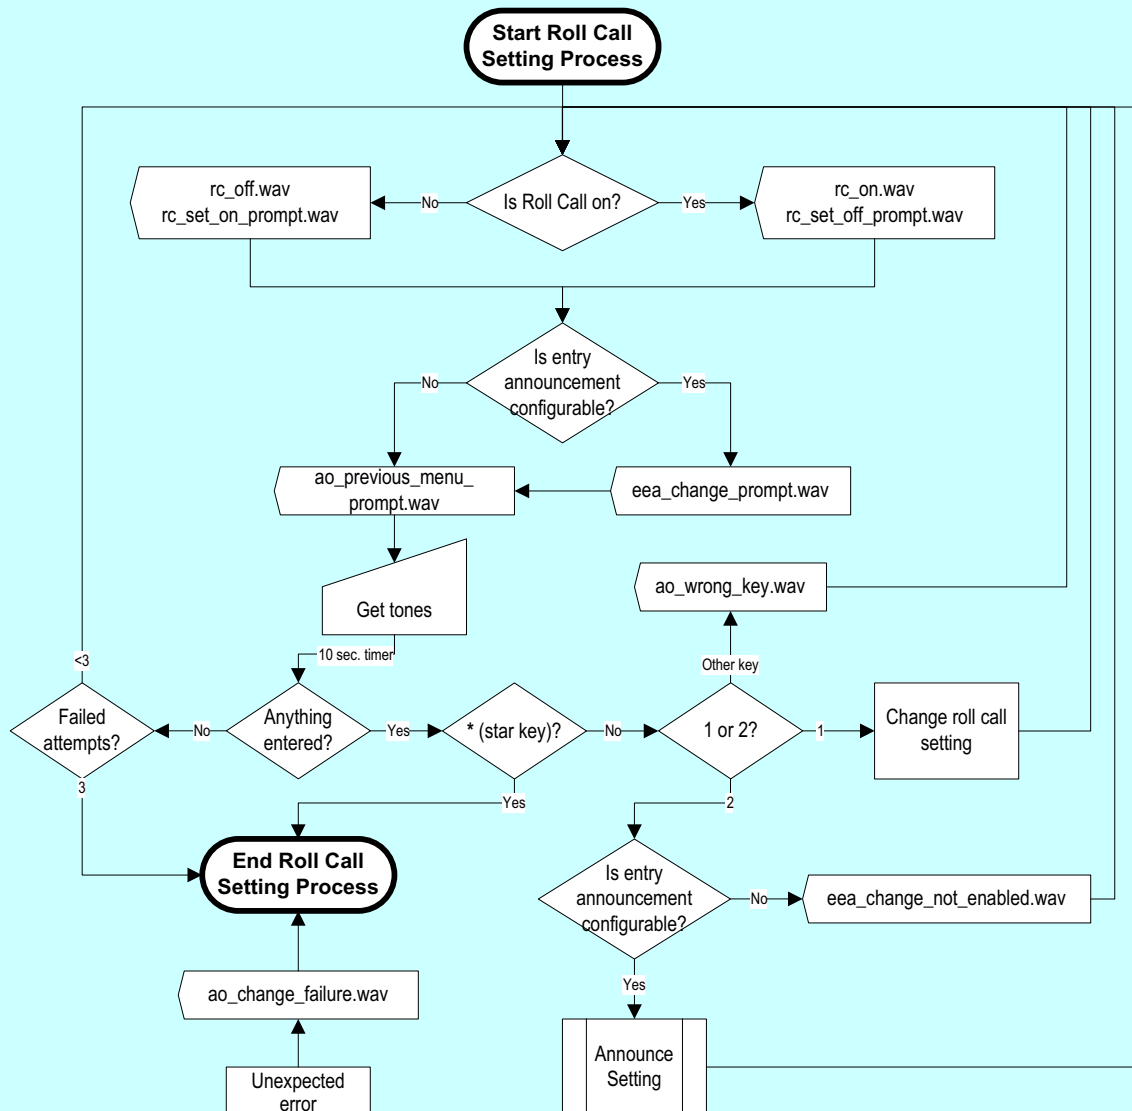 Start Roll Call
Setting Process
rc_off.wav
rc_set_on_prompt.wav
No
Is Roll Call on?
Yes
rc_on.wav
rc_set_off_prompt.wav
Is entry
announcement
configurable?
No
Yes
ao_previous_menu_
prompt.wav
eea_change_prompt.wav
Get tones
ao_wrong_key.wav
10 sec. timer
<3
Other key
Failed
attempts?
No
Anything
entered?
Yes
* (star key)?
No
1 or 2?
1
Change roll call
setting
3
Yes
2
End Roll Call
Setting Process
Is entry
announcement
configurable?
No
eea_change_not_enabled.wav
ao_change_failure.wav
Yes
Announce
Setting
Unexpected
error